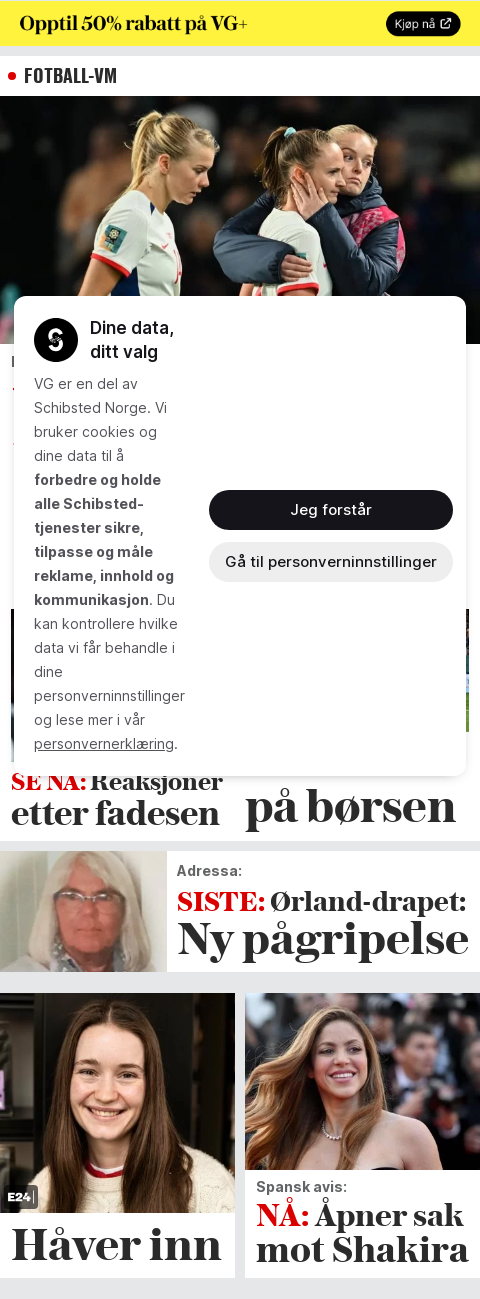 Opptil 50% rabatt på VG+
Kjøp nå
FOTBALL-VM
Dine data,
ditt valg
VG er en del av
Schibsted Norge. Vi
bruker cookies og
dine data til å
forbedre og holde
alle Schibsted-
tjenester sikre,
tilpasse og måle
reklame, innhold og
kommunikasjon. Du
kan kontrollere hvilke
data vi får behandle i
dine
personverninnstillinger
og lese mer i vår
personvernerklæring.
Jeg forstår
Gå til personverninnstillinger
SE NÅ: Reaksjoner
etter fadesen
på børsen
Adressa:
SISTE: Ørland-drapet:
Ny pågripelse
E24
Håver inn
Spansk avis:
NÅ: Åpner sak
mot Shakira